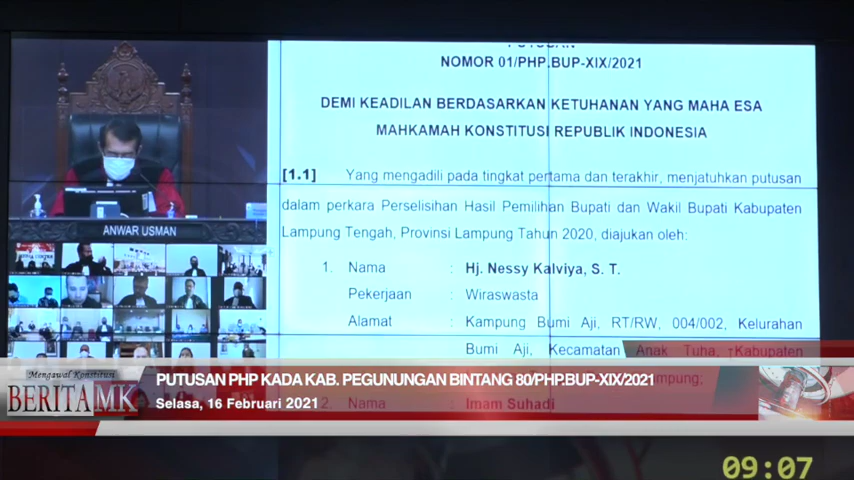 PUTUSAN
NOMOR 01/PHP.BUP-XIX/2021
DEMI KEADILAN BERDASARKAN KETUHANAN YANG MAHA ESA
MAHKAMAH KONSTITUSI REPUBLIK INDONESIA
[1.1] Yang mengadili pada tingkat pertama dan terakhir, menjatuhkan putusan
dalam perkara Perselisihan Hasil Pemilihan Bupati dan Wakil Bupati Kabupaten
Lampung Tengah, Provinsi Lampung Tahun 2020, diajukan oleh:
1. Nama : Hj. Nessy Kalviya, S. T.
Pekerjaan : Wiraswasta
Alamat : Kampung Bumi Aji, RT/RW, 004/002, Kelurahan
Bumi Aji, Kecamatan Anak Tuha, Kabupaten
2. Nama : Imam Suhadi
ANWAR USMAN
Mengawal Konstitusi
BERITA MK
PUTUSAN PHP KADA KAB. PEGUNUNGAN BINTANG 80/PHP.BUP-XIX/2021
Selasa, 16 Februari 2021
09:07